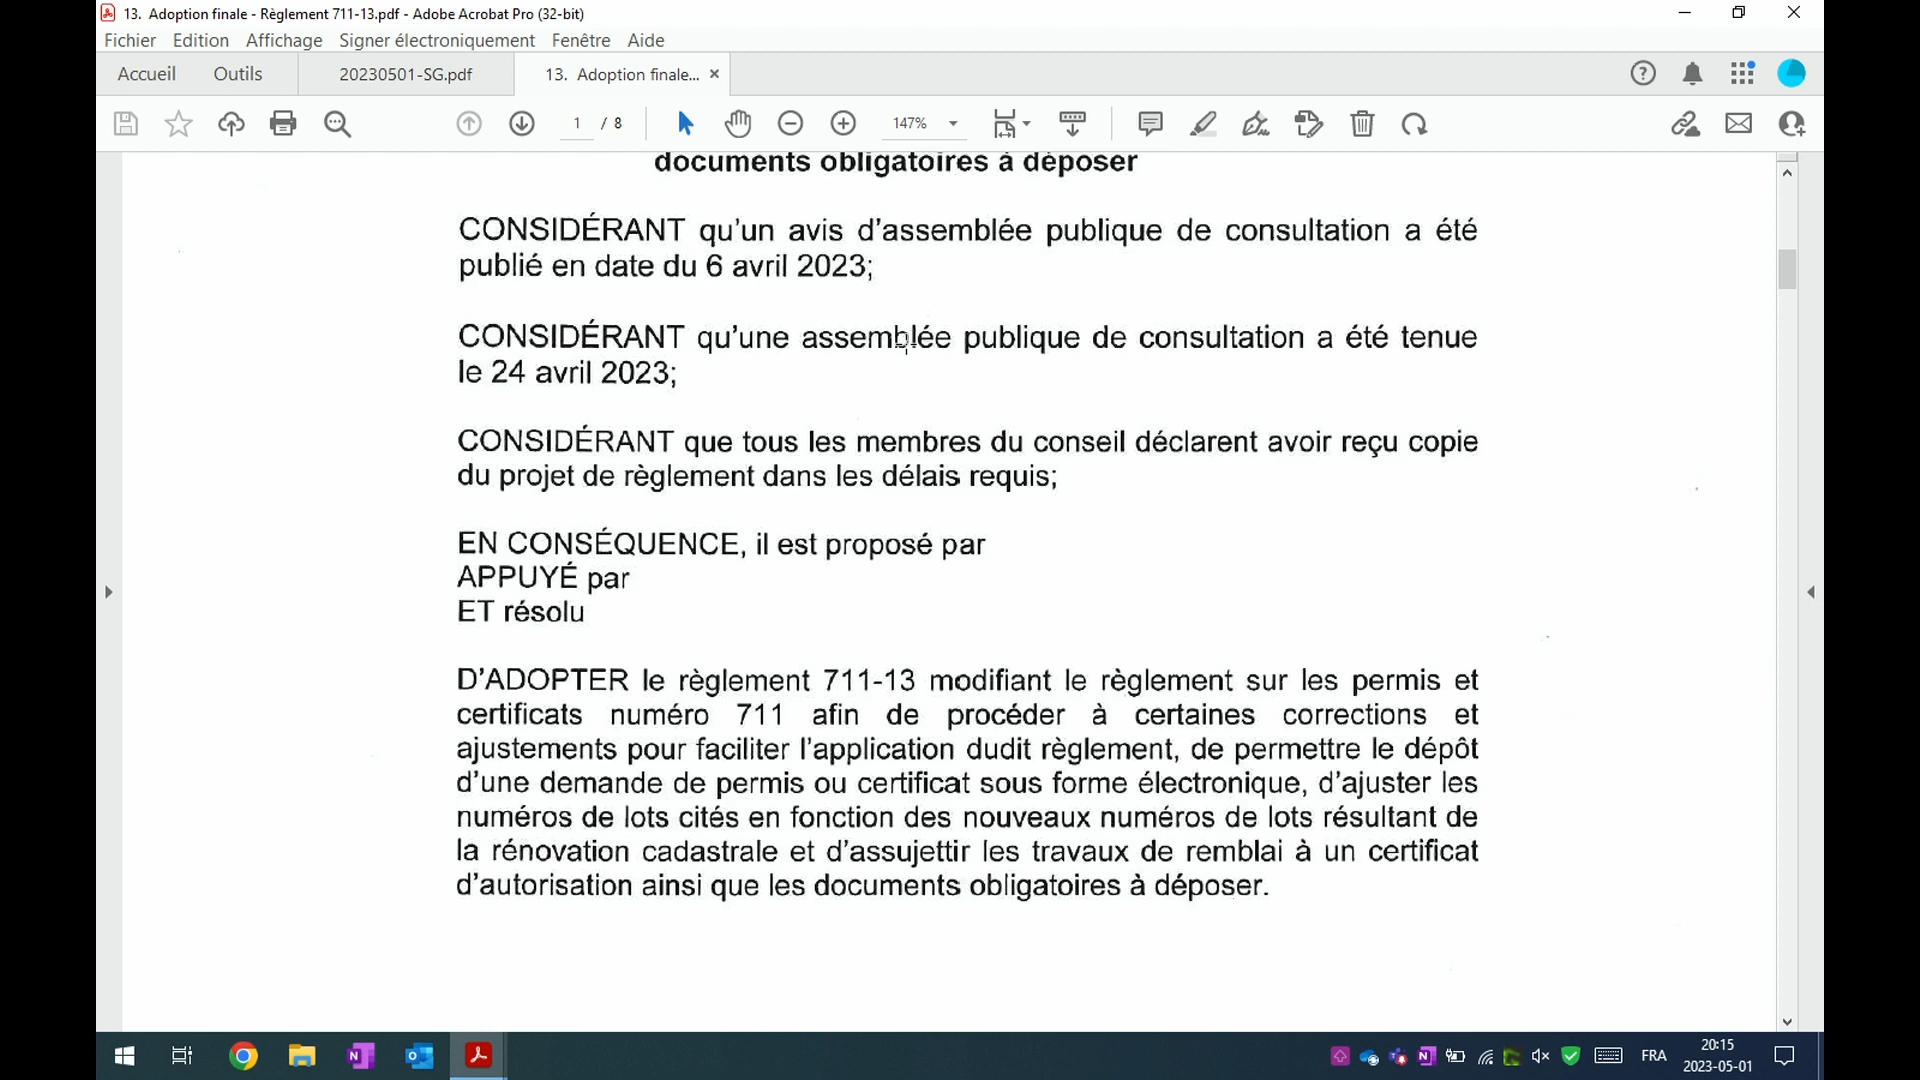 13. Adoption finale - Règlement 711-13.pdf - Adobe Acrobat Pro (32-bit)
Fichier Edition Affichage Signer électroniquement Fenêtre Aide
Accueil Outils 20230501-SG.pdf 13. Adoption finale... ×
1 / 8 147%
documents obligatoires à déposer
CONSIDÉRANT qu'un avis d'assemblée publique de consultation a été
publié en date du 6 avril 2023;
CONSIDÉRANT qu'une assemblée publique de consultation a été tenue
le 24 avril 2023;
CONSIDÉRANT que tous les membres du conseil déclarent avoir reçu copie
du projet de règlement dans les délais requis;
EN CONSÉQUENCE, il est proposé par
APPUYÉ par
ET résolu
D'ADOPTER le règlement 711-13 modifiant le règlement sur les permis et
certificats numéro 711 afin de procéder à certaines corrections et
ajustements pour faciliter l'application dudit règlement, de permettre le dépôt
d'une demande de permis ou certificat sous forme électronique, d'ajuster les
numéros de lots cités en fonction des nouveaux numéros de lots résultant de
la rénovation cadastrale et d'assujettir les travaux de remblai à un certificat
d'autorisation ainsi que les documents obligatoires à déposer.
FRA
20:15
2023-05-01